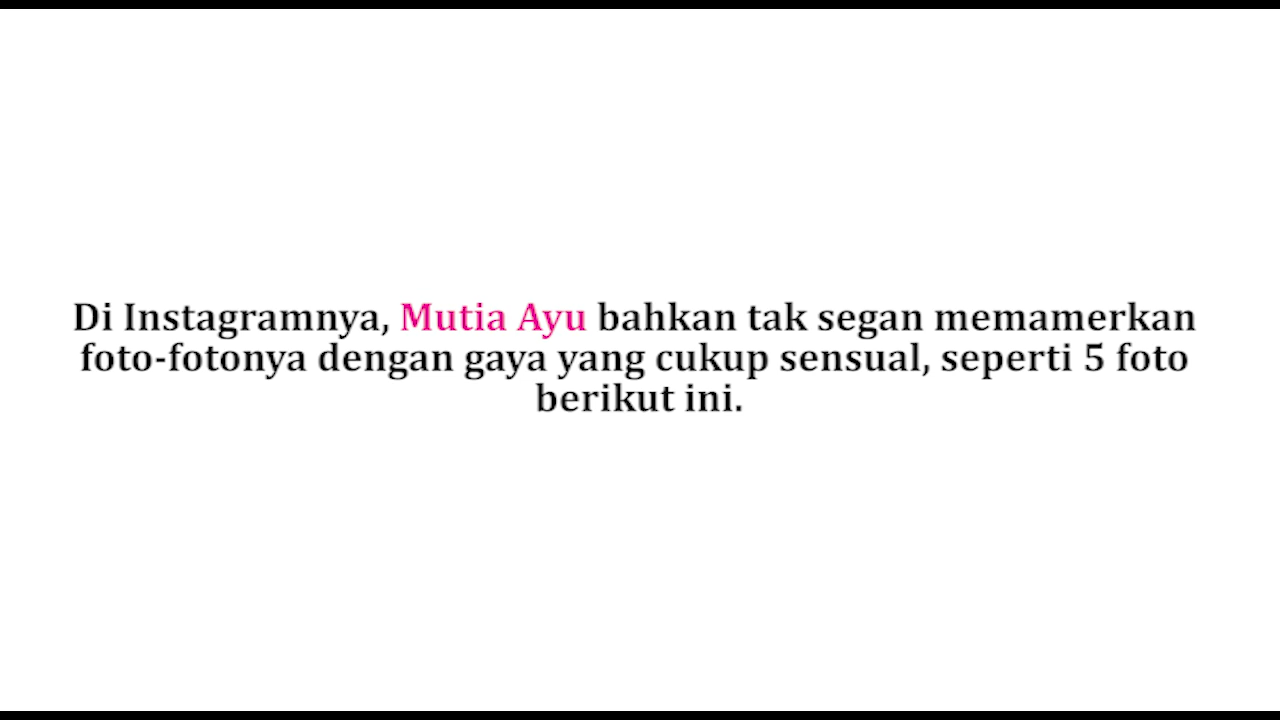 Di Instagramnya, Mutia Ayu bahkan tak segan memamerkan
foto-fotonya dengan gaya yang cukup sensual, seperti 5 foto
berikut ini.